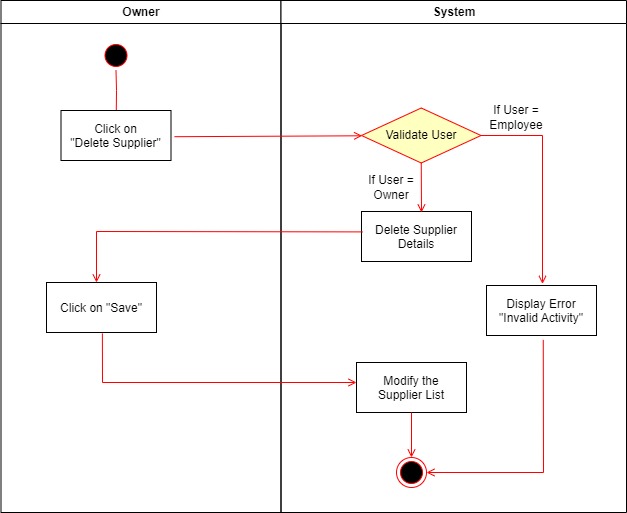 Owner
System
Click on
"Delete Supplier"
Validate User
If User =
Employee
If User =
Owner
Delete Supplier
Details
Click on "Save"
Display Error
"Invalid Activity"
Modify the
Supplier List